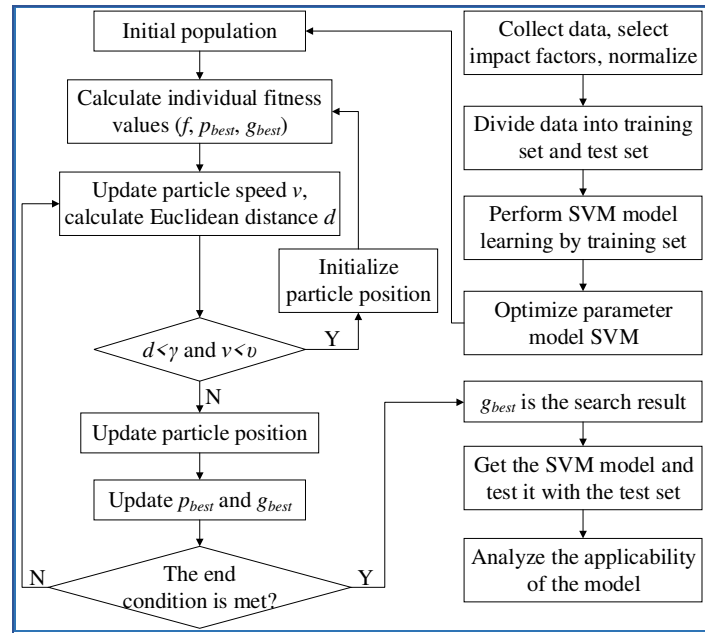 Initial population
Calculate individual fitness
values (f, pbest, gbest)
Update particle speed v,
calculate Euclidean distance d
Initialize
particle position
d<γ and v<υ
Y
N
Update particle position
Update pbest and gbest
The end
condition is met?
N
Y
Collect data, select
impact factors, normalize
Divide data into training
set and test set
Perform SVM model
learning by training set
Optimize parameter
model SVM
gbest is the search result
Get the SVM model and
test it with the test set
Analyze the applicability
of the model